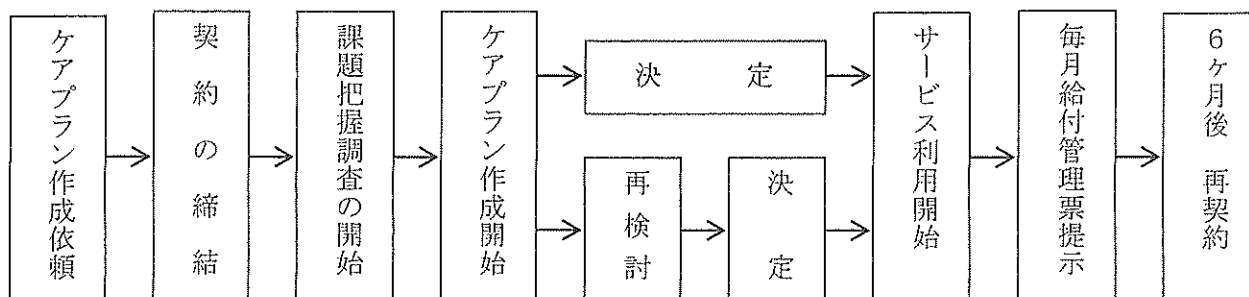 ケアプラン作成依頼
契約の締結
課題把握調査の開始
ケアプラン作成開始
決定
再検討
決定
サービス利用開始
毎月給付管理票提示
6ヶ月後 再契約